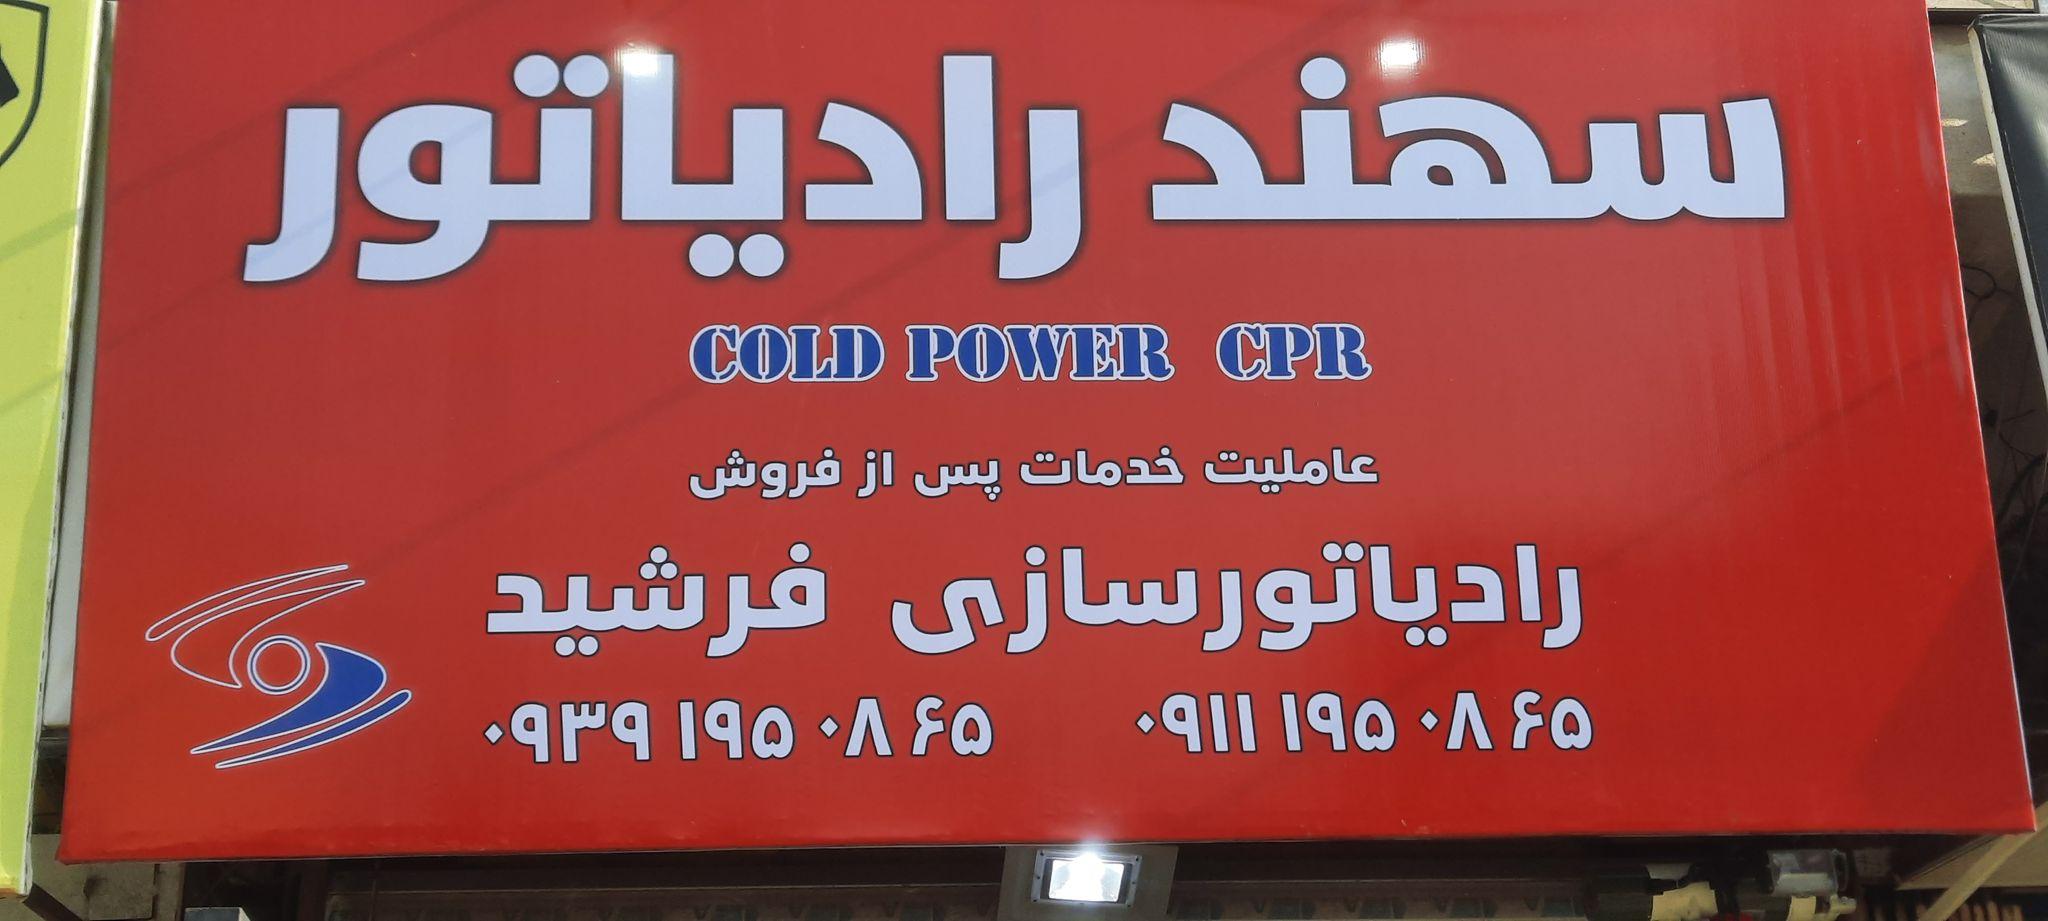 سهند رادیاتور
COLD POWER CPR
عاملیت خدمات پس از فروش
رادیاتورسازی فرشید
۰۹۳۹ ۱۹۵ ۰۸ ۶۵ ۰۹۱۱ ۱۹۵ ۰۸ ۶۵